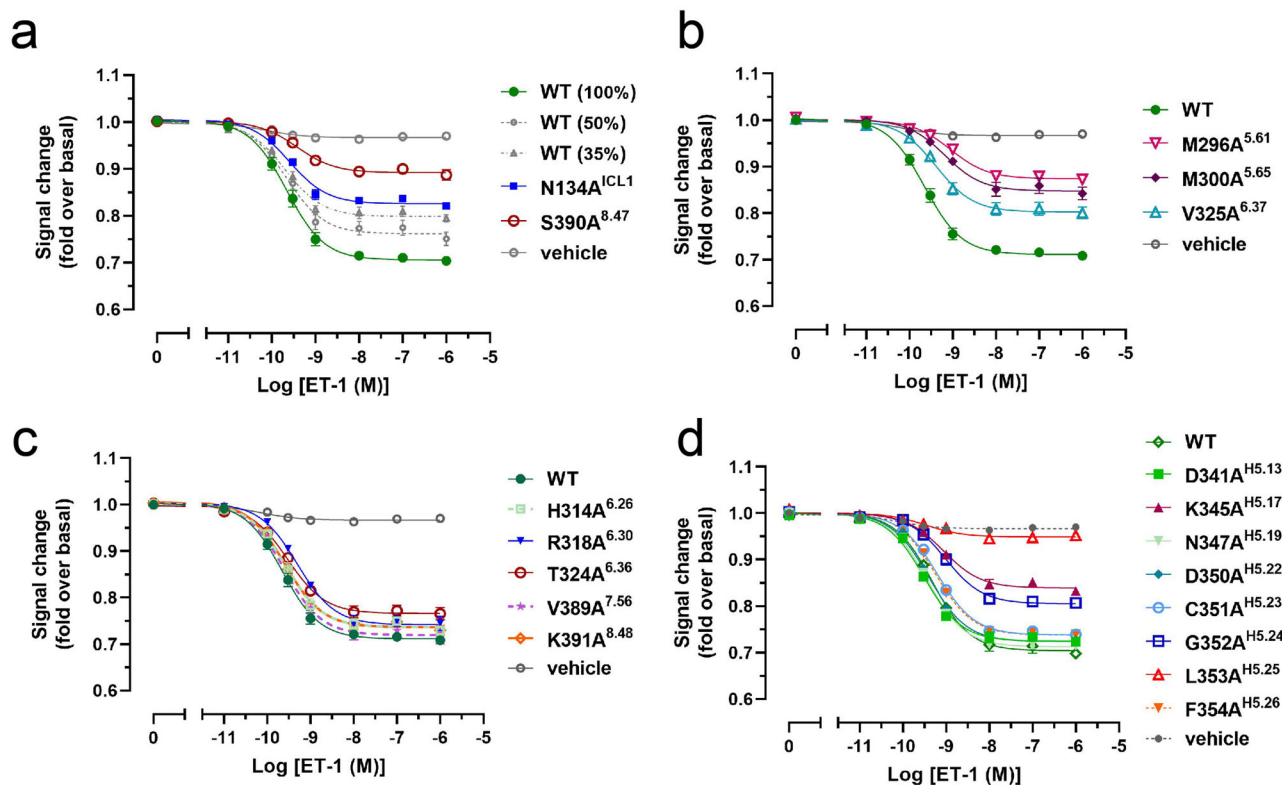 a
Signal change
(fold over basal)
1.1
1.0
0.9
0.8
0.7
0.6
0
-11
-10
-9
-8
-7
-6
-5
Log [ET-1 (M)]
WT (100%)
WT (50%)
WT (35%)
N134A^ICL1
S390A^8.47
vehicle
b
Signal change
(fold over basal)
1.1
1.0
0.9
0.8
0.7
0.6
0
-11
-10
-9
-8
-7
-6
-5
Log [ET-1 (M)]
WT
M296A^5.61
M300A^5.65
V325A^6.37
vehicle
c
Signal change
(fold over basal)
1.1
1.0
0.9
0.8
0.7
0.6
0
-11
-10
-9
-8
-7
-6
-5
Log [ET-1 (M)]
WT
H314A^6.26
R318A^6.30
T324A^6.36
V389A^7.56
K391A^8.48
vehicle
d
Signal change
(fold over basal)
1.1
1.0
0.9
0.8
0.7
0.6
0
-11
-10
-9
-8
-7
-6
-5
Log [ET-1 (M)]
WT
D341A^H5.13
K345A^H5.17
N347A^H5.19
D350A^H5.22
C351A^H5.23
G352A^H5.24
L353A^H5.25
F354A^H5.26
vehicle